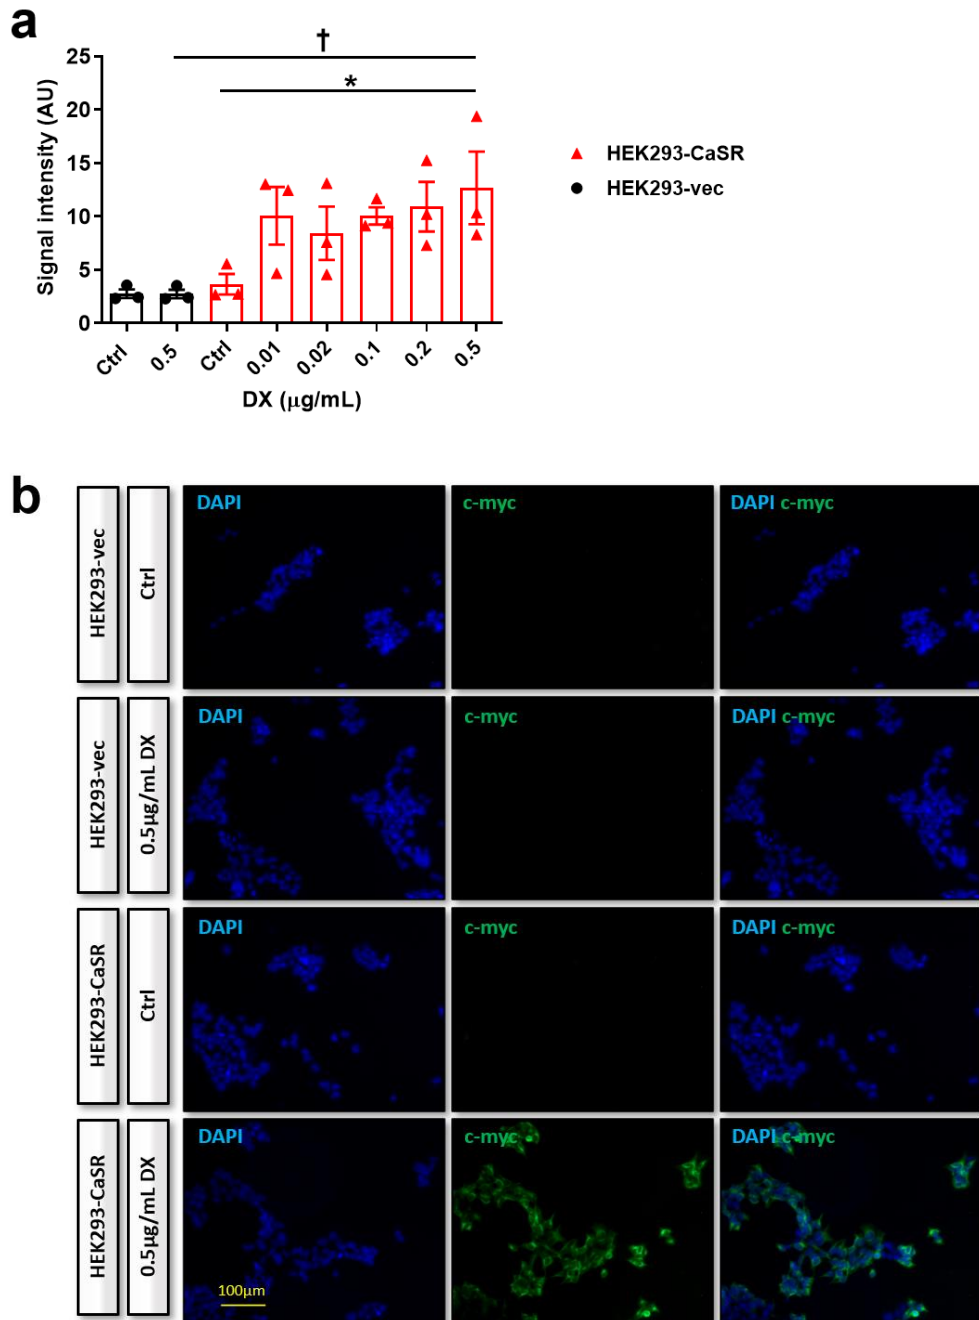 a
†
*
25
20
15
10
5
0
Signal intensity (AU)
Ctrl 0.5 Ctrl 0.01 0.02 0.1 0.2 0.5
DX (μg/mL)
HEK293-CaSR
HEK293-vec
b
HEK293-vec Ctrl DAPI c-myc DAPI c-myc
HEK293-vec 0.5μg/mL DX DAPI c-myc DAPI c-myc
HEK293-CaSR Ctrl DAPI c-myc DAPI c-myc
HEK293-CaSR 0.5μg/mL DX DAPI c-myc DAPI c-myc
100μm